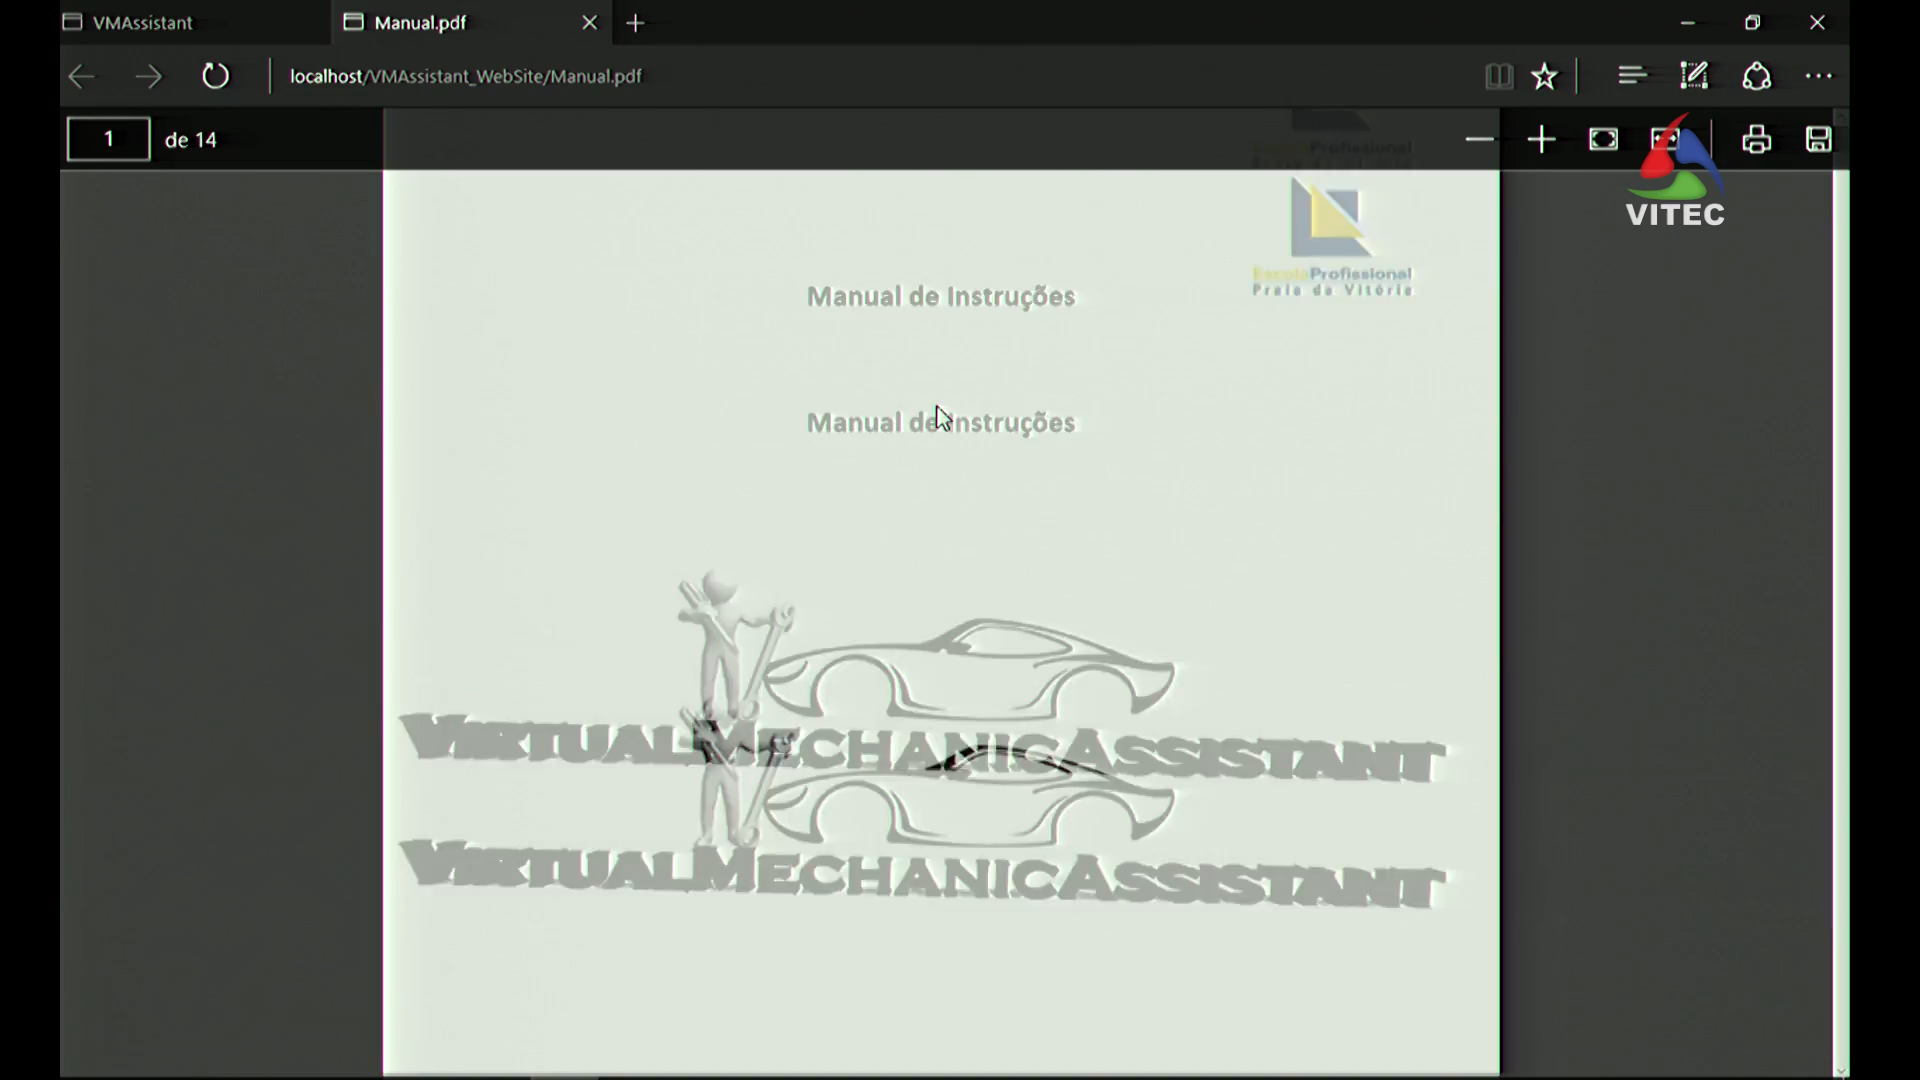 VMAssistant
Manual.pdf
localhost/VMAssistant_WebSite/Manual.pdf
1 de 14
VITEC
EscolaProfissional
Praia da Vitória
Manual de Instruções
Manual de Instruções
VIRTUALMECHANICASSISTANT
VIRTUALMECHANICASSISTANT